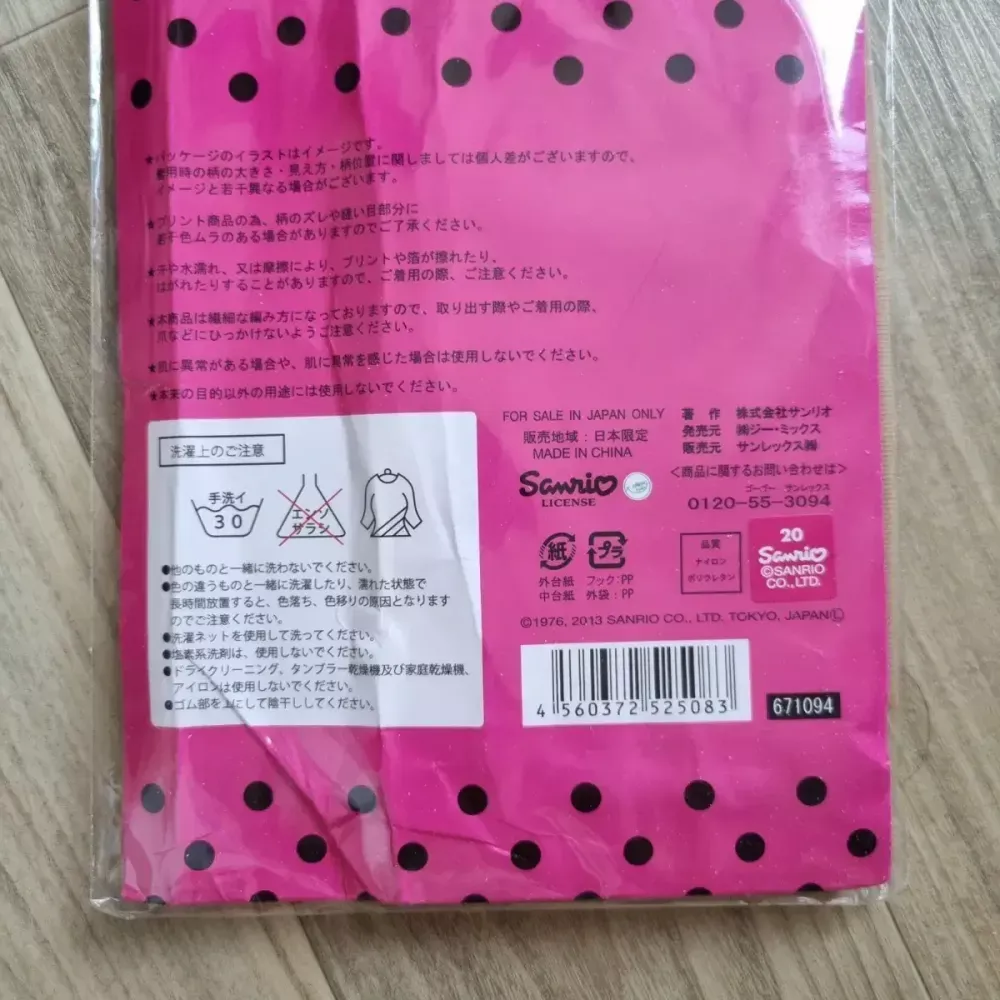 ★パッケージのイラストはイメージです。
着用時の柄の大きさ・見え方・柄位置に関しましては個人差がございますので、
イメージと若干異なる場合がございます。
★プリント商品の為、柄のズレや縫い目部分に
若干色ムラのある場合がありますのでご了承ください。
★汗や水濡れ、又は摩擦により、プリントや箔が擦れたり、
はがれたりすることがありますので、ご着用の際、ご注意ください。
★本商品は繊細な編み方になっておりますので、取り出す際やご着用の際、
爪などにひっかけないようご注意ください。
★肌に異常がある場合や、肌に異常を感じた場合は使用しないでください。
★本来の目的以外の用途には使用しないでください。
洗濯上のご注意
手洗イ
30
エンソ
サラシ
●他のものと一緒に洗わないでください。
●色の違うものと一緒に洗濯したり、濡れた状態で
長時間放置すると、色落ち、色移りの原因となります
のでご注意ください。
●洗濯ネットを使用して洗ってください。
●塩素系洗剤は、使用しないでください。
●ドライクリーニング、タンブラー乾燥機及び家庭乾燥機、
アイロンは使用しないでください。
●ゴム部を上にして陰干ししてください。
FOR SALE IN JAPAN ONLY
販売地域:日本限定
MADE IN CHINA
著 作 株式会社サンリオ
発売元 ㈱ジー・ミックス
販売元 サンレックス㈱
<商品に関するお問い合わせは>
ゴーゴー サンレックス
0120-55-3094
Sanrio
LICENSE
紙
外台紙
中台紙
プラ
フック:PP
外袋:PP
品質
ナイロン
ポリウレタン
20
Sanrio
©SANRIO
CO., LTD.
©1976, 2013 SANRIO CO., LTD. TOKYO, JAPAN Ⓛ
4 560372 525083
671094